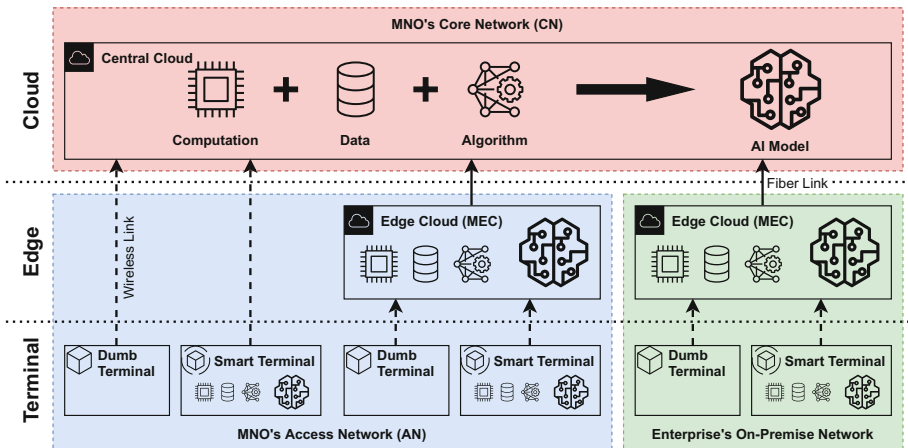 MNO's Core Network (CN)
Cloud
Central Cloud
Computation
Data
Algorithm
AI Model
Fiber Link
Edge
Wireless Link
Edge Cloud (MEC)
Edge Cloud (MEC)
Terminal
Dumb
Terminal
Smart Terminal
Dumb
Terminal
Smart Terminal
Dumb
Terminal
Smart Terminal
MNO's Access Network (AN)
Enterprise's On-Premise Network